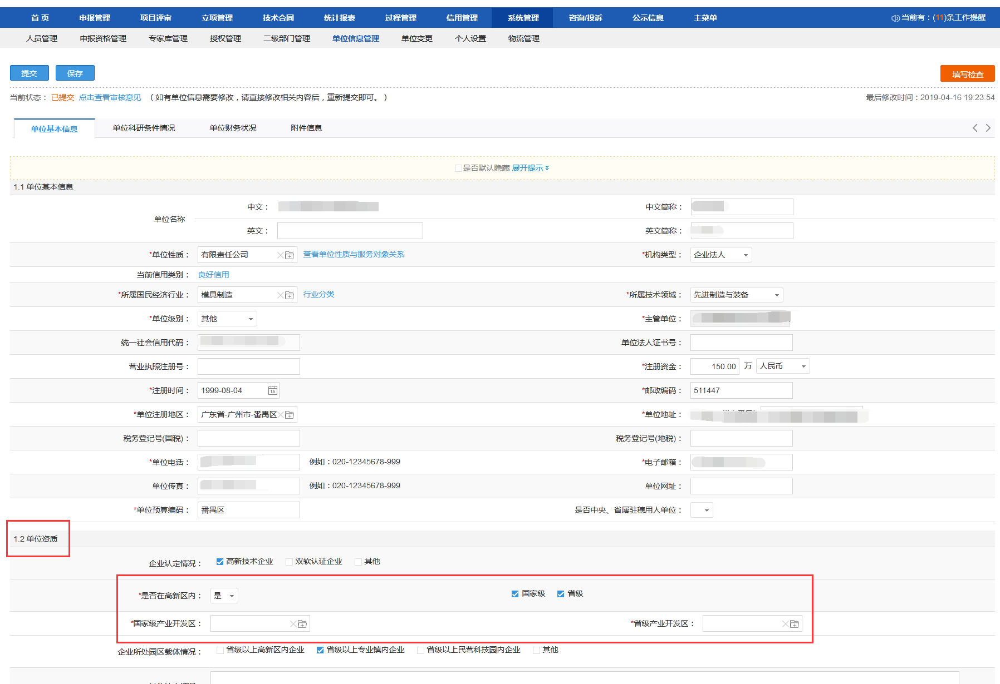 首 页 申报管理 项目评审 立项管理 技术合同 统计报表 过程管理 信用管理 系统管理 咨询/投诉 公示信息 主菜单 当前有：(11)条工作提醒
人员管理 申报资格管理 专家库管理 授权管理 二级部门管理 单位信息管理 单位变更 个人设置 物流管理
提交 保存 填写检查
当前状态： 已提交 点击查看审核意见 （ 如有单位信息需要修改，请直接修改相关内容后，重新提交即可。 ） 最后修改时间：2019-04-16 19:23:54
单位基本信息 单位科研条件情况 单位财务状况 附件信息
是否默认隐藏 展开提示
1.1 单位基本信息
单位名称
中文： 中文简称：
英文： 英文简称：
*单位性质： 有限责任公司 查看单位性质与服务对象关系 *机构类型： 企业法人
当前信用类别： 良好信用
*所属国民经济行业： 模具制造 行业分类 *所属技术领域： 先进制造与装备
*单位级别： 其他 *主管单位：
统一社会信用代码： 单位法人证书号：
营业执照注册号： *注册资金： 150.00 万 人民币
*注册时间： 1999-08-04 15 *邮政编码： 511447
*单位注册地区： 广东省-广州市-番禺区 *单位地址：
税务登记号(国税)： 税务登记号(地税)：
*单位电话： 例如：020-12345678-999 *电子邮箱：
单位传真： 例如：020-12345678-999 单位网址：
*单位预算编码： 番禺区 是否中央、省属驻穗用人单位：
1.2 单位资质
企业认定情况： 高新技术企业 双软认证企业 其他
*是否在高新区内： 是 国家级 省级
*国家级产业开发区： *省级产业开发区：
企业所处园区载体情况： 省级以上高新区内企业 省级以上专业镇内企业 省级以上民营科技园内企业 其他